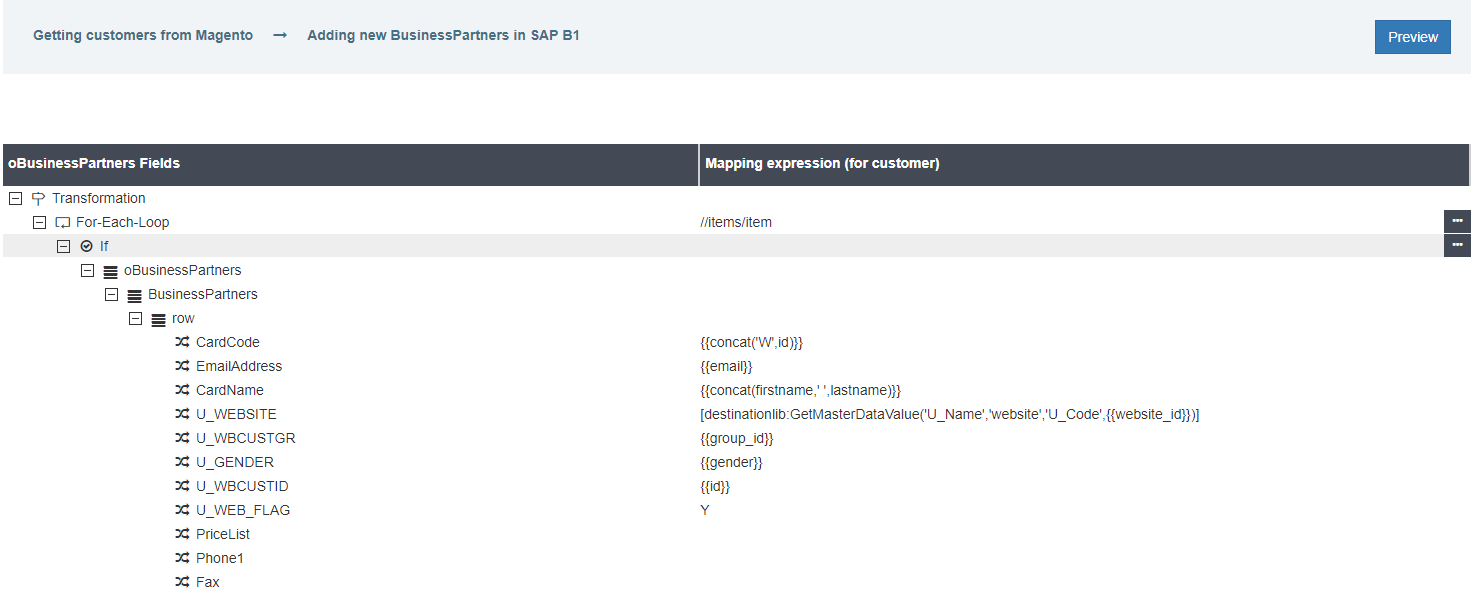 Getting customers from Magento → Adding new BusinessPartners in SAP B1 Preview
oBusinessPartners Fields Mapping expression (for customer)
Transformation
For-Each-Loop //items/item
If
oBusinessPartners
BusinessPartners
row
CardCode {{concat('W',id)}}
EmailAddress {{email}}
CardName {{concat(firstname,' ',lastname)}}
U_WEBSITE [destinationlib:GetMasterDataValue('U_Name','website','U_Code',{{website_id}})]
U_WBCUSTGR {{group_id}}
U_GENDER {{gender}}
U_WBCUSTID {{id}}
U_WEB_FLAG Y
PriceList
Phone1
Fax